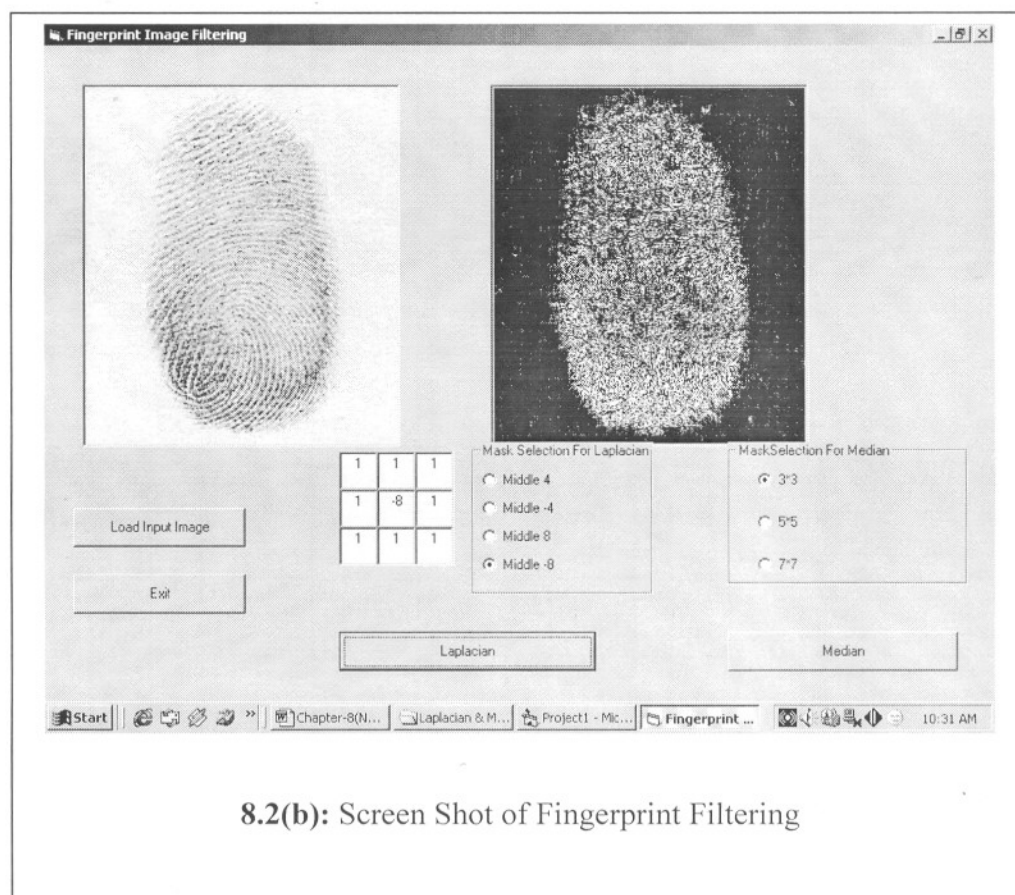 Fingerprint Image Filtering
1 1 1
1 -8 1
1 1 1
Mask Selection For Laplacian
Middle 4
Middle -4
Middle 8
Middle -8
MaskSelection For Median
3*3
5*5
7*7
Load Input Image
Exit
Laplacian
Median
Start
»
Chapter-8(N...
Laplacian & M...
Project1 - Mic...
Fingerprint ...
10:31 AM
8.2(b): Screen Shot of Fingerprint Filtering